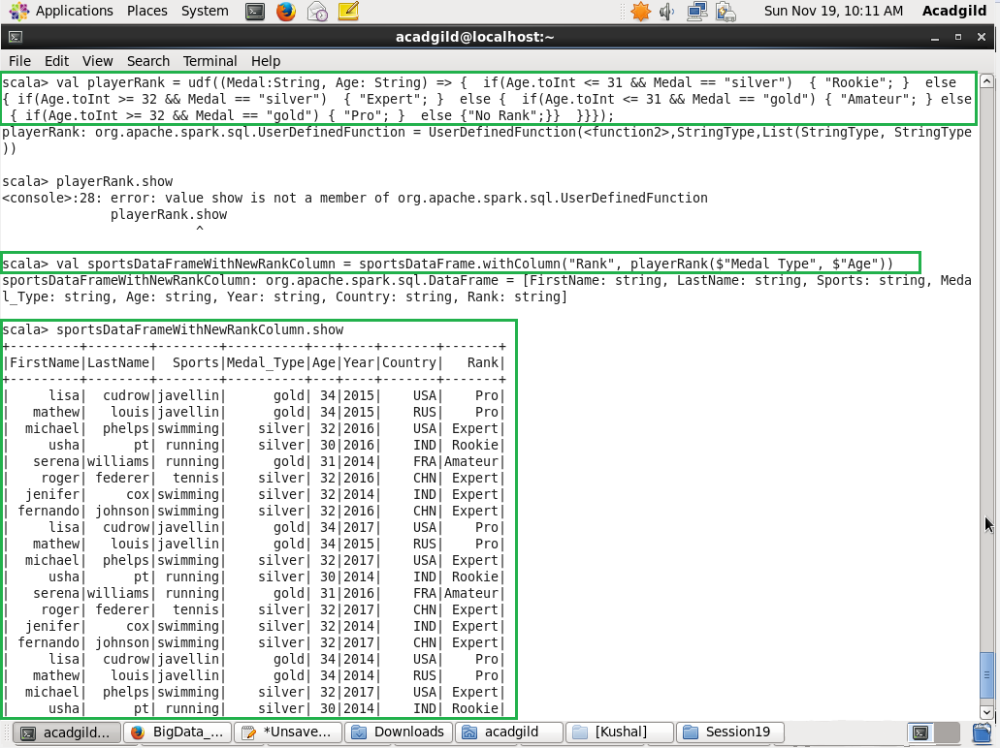 Applications Places System Sun Nov 19, 10:11 AM Acadgild
acadgild@localhost:~
File Edit View Search Terminal Help
scala> val playerRank = udf((Medal:String, Age: String) => {  if(Age.toInt <= 31 && Medal == "silver")  { "Rookie"; }  else
{ if(Age.toInt >= 32 && Medal == "silver")  { "Expert"; }  else {  if(Age.toInt <= 31 && Medal == "gold") { "Amateur"; } else
 { if(Age.toInt >= 32 && Medal == "gold") { "Pro"; }  else {"No Rank";}}  }}});
playerRank: org.apache.spark.sql.UserDefinedFunction = UserDefinedFunction(<function2>,StringType,List(StringType, StringType
))
scala> playerRank.show
<console>:28: error: value show is not a member of org.apache.spark.sql.UserDefinedFunction
              playerRank.show
                         ^
scala> val sportsDataFrameWithNewRankColumn = sportsDataFrame.withColumn("Rank", playerRank($"Medal_Type", $"Age"))
sportsDataFrameWithNewRankColumn: org.apache.spark.sql.DataFrame = [FirstName: string, LastName: string, Sports: string, Meda
l_Type: string, Age: string, Year: string, Country: string, Rank: string]
scala> sportsDataFrameWithNewRankColumn.show
+---------+--------+--------+----------+---+----+-------+-------+
|FirstName|LastName|  Sports|Medal_Type|Age|Year|Country|   Rank|
+---------+--------+--------+----------+---+----+-------+-------+
|     lisa|  cudrow|javellin|      gold| 34|2015|    USA|    Pro|
|   mathew|   louis|javellin|      gold| 34|2015|    RUS|    Pro|
|  michael|  phelps|swimming|    silver| 32|2016|    USA| Expert|
|     usha|      pt| running|    silver| 30|2016|    IND| Rookie|
|   serena|williams| running|      gold| 31|2014|    FRA|Amateur|
|    roger| federer|  tennis|    silver| 32|2016|    CHN| Expert|
|  jenifer|     cox|swimming|    silver| 32|2014|    IND| Expert|
| fernando| johnson|swimming|    silver| 32|2016|    CHN| Expert|
|     lisa|  cudrow|javellin|      gold| 34|2017|    USA|    Pro|
|   mathew|   louis|javellin|      gold| 34|2015|    RUS|    Pro|
|  michael|  phelps|swimming|    silver| 32|2017|    USA| Expert|
|     usha|      pt| running|    silver| 30|2014|    IND| Rookie|
|   serena|williams| running|      gold| 31|2016|    FRA|Amateur|
|    roger| federer|  tennis|    silver| 32|2017|    CHN| Expert|
|  jenifer|     cox|swimming|    silver| 32|2014|    IND| Expert|
| fernando| johnson|swimming|    silver| 32|2017|    CHN| Expert|
|     lisa|  cudrow|javellin|      gold| 34|2014|    USA|    Pro|
|   mathew|   louis|javellin|      gold| 34|2014|    RUS|    Pro|
|  michael|  phelps|swimming|    silver| 32|2017|    USA| Expert|
|     usha|      pt| running|    silver| 30|2014|    IND| Rookie|
acadgild... BigData_... *Unsave... Downloads acadgild [Kushal] Session19